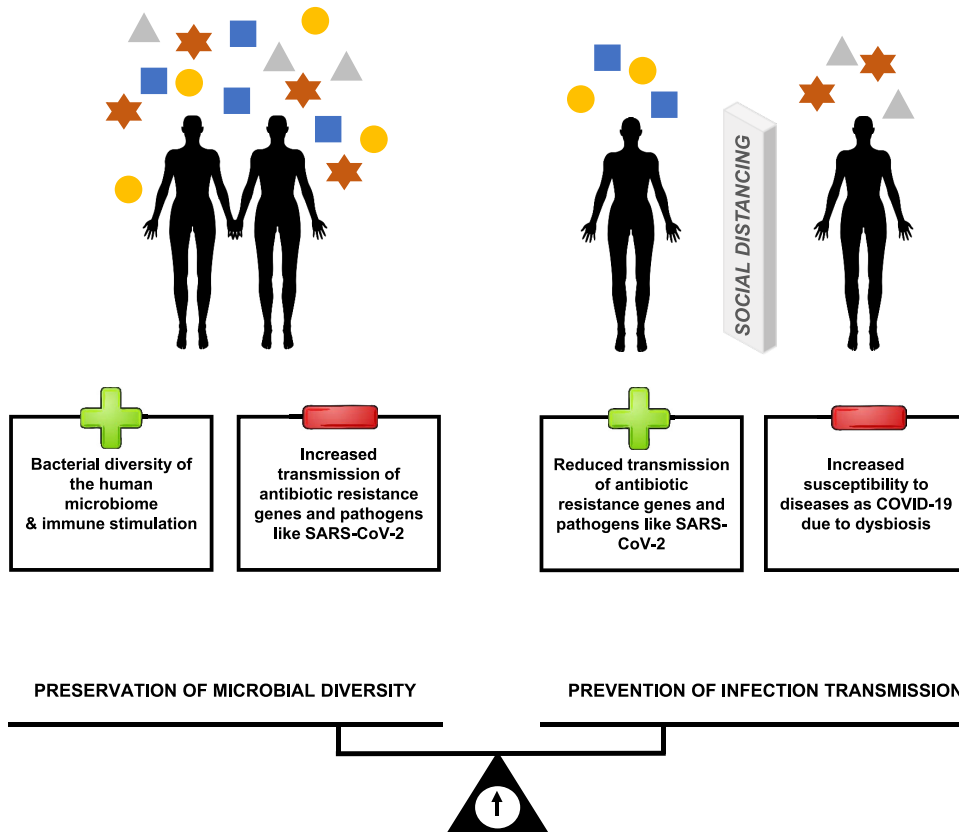 SOCIAL DISTANCING
Bacterial diversity of
the human
microbiome
& immune stimulation
Increased
transmission of
antibiotic resistance
genes and pathogens
like SARS-CoV-2
Reduced transmission
of antibiotic
resistance genes and
pathogens like SARS-
CoV-2
Increased
susceptibility to
diseases as COVID-19
due to dysbiosis
PRESERVATION OF MICROBIAL DIVERSITY
PREVENTION OF INFECTION TRANSMISSION